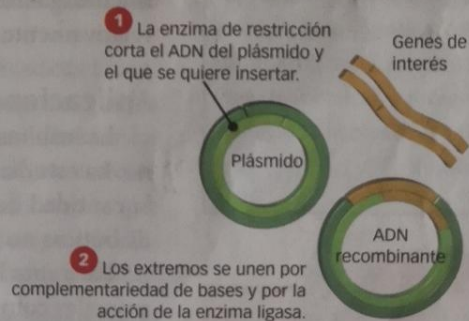 1 La enzima de restricción
corta el ADN del plásmido y
el que se quiere insertar.
Genes de
interés
Plásmido
ADN
recombinante
2 Los extremos se unen por
complementariedad de bases y por la
acción de la enzima ligasa.